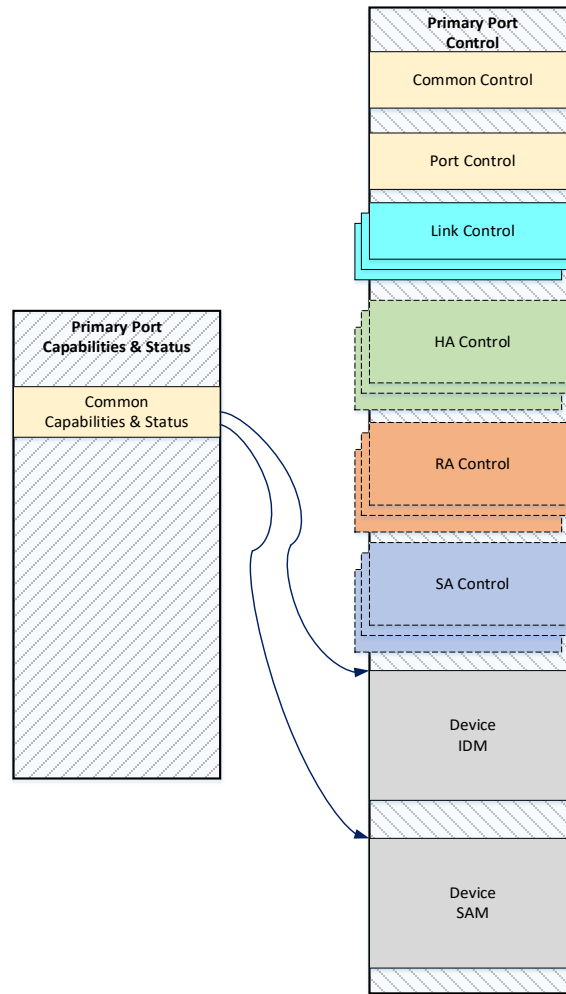 Primary Port
Control
Common Control
Port Control
Link Control
HA Control
Primary Port
Capabilities & Status
Common
Capabilities & Status
RA Control
SA Control
Device
IDM
Device
SAM